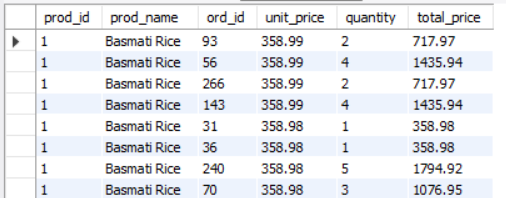 prod_id prod_name ord_id unit_price quantity total_price
1 Basmati Rice 93 358.99 2 717.97
1 Basmati Rice 56 358.99 4 1435.94
1 Basmati Rice 266 358.99 2 717.97
1 Basmati Rice 143 358.99 4 1435.94
1 Basmati Rice 31 358.98 1 358.98
1 Basmati Rice 36 358.98 1 358.98
1 Basmati Rice 240 358.98 5 1794.92
1 Basmati Rice 70 358.98 3 1076.95